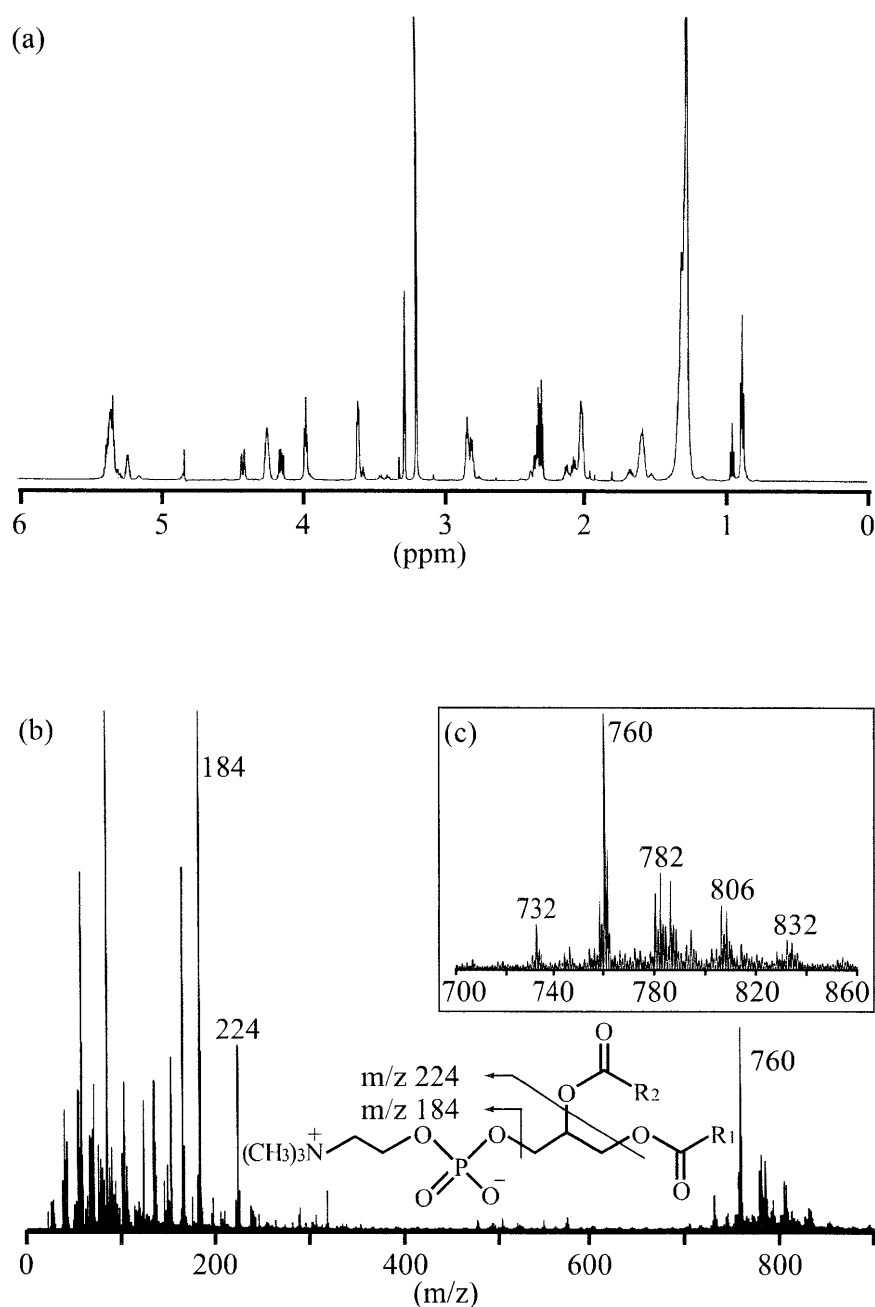 (a)
6 5 4 3 2 1 0
(ppm)
(b)
184
224
(c)
760
782
732
806
832
700 740 780 820 860
760
m/z 224
m/z 184
O
O
R₂
(CH₃)₃N⁺
O
P
O
O
O⁻
O
R₁
O
0 200 400 600 800
(m/z)